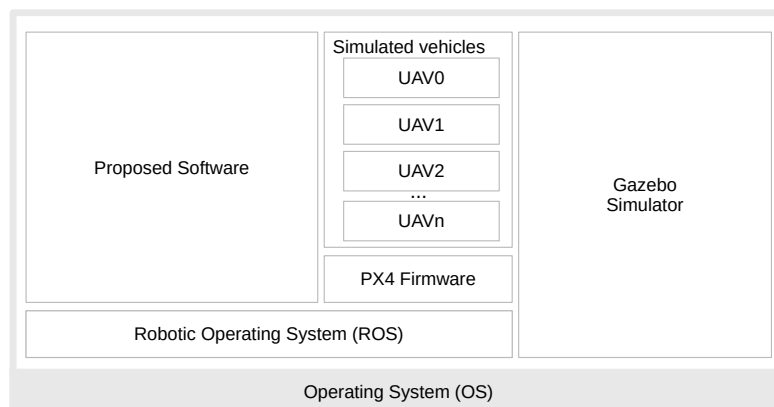 Simulated vehicles
UAV0
UAV1
UAV2
...
UAVn
Proposed Software
PX4 Firmware
Gazebo
Simulator
Robotic Operating System (ROS)
Operating System (OS)